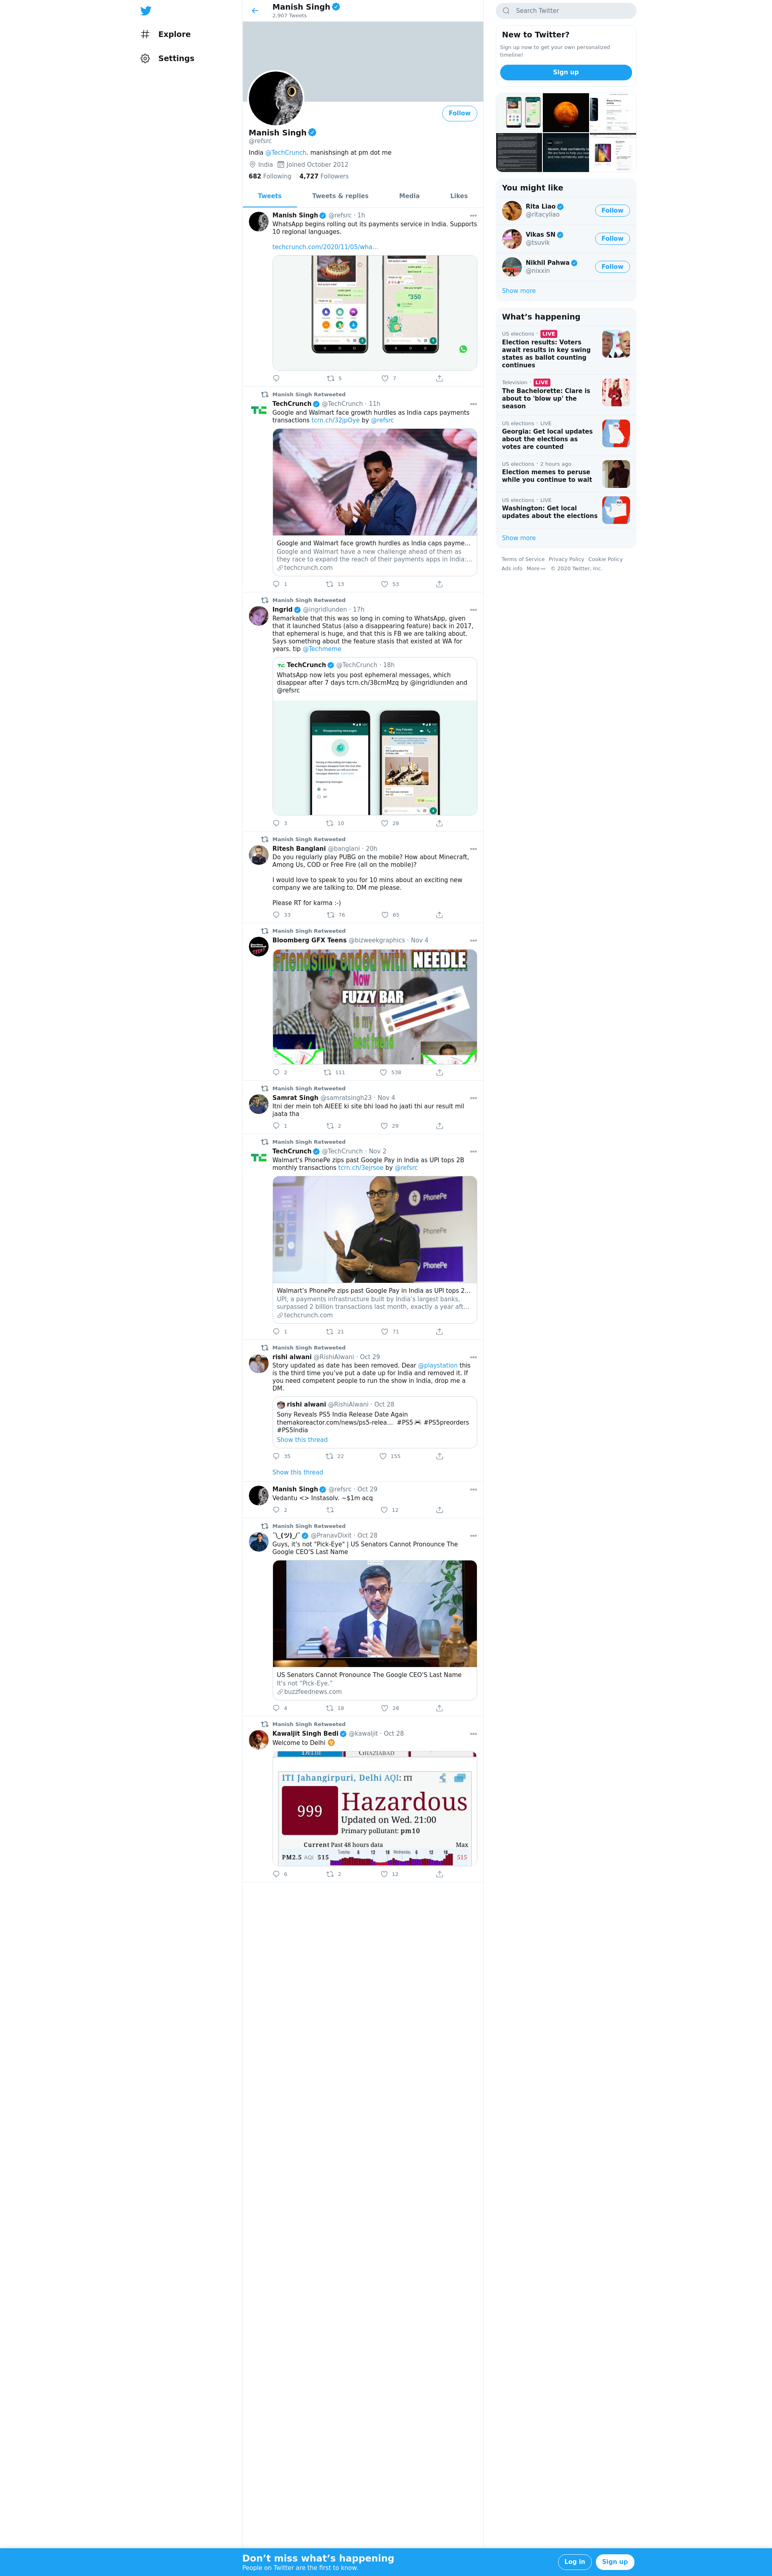 Explore
Settings
Manish Singh
2,907 Tweets
Follow
Manish Singh
@refsrc
India @TechCrunch. manishsingh at pm dot me
India Joined October 2012
682 Following 4,727 Followers
Tweets Tweets & replies Media Likes
Manish Singh @refsrc · 1h
WhatsApp begins rolling out its payments service in India. Supports
10 regional languages.
techcrunch.com/2020/11/05/wha…
₹350
5 7
Manish Singh Retweeted
TechCrunch @TechCrunch · 11h
Google and Walmart face growth hurdles as India caps payments
transactions tcrn.ch/32JpOye by @refsrc
Google and Walmart face growth hurdles as India caps payme…
Google and Walmart have a new challenge ahead of them as
they race to expand the reach of their payments apps in India:…
techcrunch.com
1 13 53
Manish Singh Retweeted
Ingrid @ingridlunden · 17h
Remarkable that this was so long in coming to WhatsApp, given
that it launched Status (also a disappearing feature) back in 2017,
that ephemeral is huge, and that this is FB we are talking about.
Says something about the feature stasis that existed at WA for
years. tip @Techmeme
TechCrunch @TechCrunch · 18h
WhatsApp now lets you post ephemeral messages, which
disappear after 7 days tcrn.ch/38cmMzq by @ingridlunden and
@refsrc
Disappearing messages
3 10 28
Manish Singh Retweeted
Ritesh Banglani @banglani · 20h
Do you regularly play PUBG on the mobile? How about Minecraft,
Among Us, COD or Free Fire (all on the mobile)?
I would love to speak to you for 10 mins about an exciting new
company we are talking to. DM me please.
Please RT for karma :-)
33 76 65
Manish Singh Retweeted
Bloomberg GFX Teens @bizweekgraphics · Nov 4
Friendship ended with NEEDLE
Now
FUZZY BAR
is my
best friend
2 111 538
Manish Singh Retweeted
Samrat Singh @samratsingh23 · Nov 4
Itni der mein toh AIEEE ki site bhi load ho jaati thi aur result mil
jaata tha
1 2 29
Manish Singh Retweeted
TechCrunch @TechCrunch · Nov 2
Walmart's PhonePe zips past Google Pay in India as UPI tops 2B
monthly transactions tcrn.ch/3ejrsoe by @refsrc
PhonePe
PhonePe
Walmart's PhonePe zips past Google Pay in India as UPI tops 2…
UPI, a payments infrastructure built by India's largest banks,
surpassed 2 billion transactions last month, exactly a year aft…
techcrunch.com
1 21 71
Manish Singh Retweeted
rishi alwani @RishiAlwani · Oct 29
Story updated as date has been removed. Dear @playstation this
is the third time you've put a date up for India and removed it. If
you need competent people to run the show in India, drop me a
DM.
rishi alwani @RishiAlwani · Oct 28
Sony Reveals PS5 India Release Date Again
themakoreactor.com/news/ps5-relea… #PS5 #PS5preorders
#PS5India
Show this thread
35 22 155
Show this thread
Manish Singh @refsrc · Oct 29
Vedantu <> Instasolv. ~$1m acq
2 12
Manish Singh Retweeted
¯\_(ツ)_/¯ @PranavDixit · Oct 28
Guys, it's not "Pick-Eye" | US Senators Cannot Pronounce The
Google CEO'S Last Name
US Senators Cannot Pronounce The Google CEO'S Last Name
It's not "Pick-Eye."
buzzfeednews.com
4 18 26
Manish Singh Retweeted
Kawaljit Singh Bedi @kawaljit · Oct 28
Welcome to Delhi
DELHI GHAZIABAD
ITI Jahangirpuri, Delhi AQI: ITI
999
Hazardous
Updated on Wed. 21:00
Primary pollutant: pm10
Current Past 48 hours data Max
PM2.5 AQI 515 515
6 2 12
Search Twitter
New to Twitter?
Sign up now to get your own personalized
timeline!
Sign up
You might like
Rita Liao
@ritacyliao
Follow
Vikas SN
@tsuvik
Follow
Nikhil Pahwa
@nixxin
Follow
Show more
What's happening
US elections · LIVE
Election results: Voters
await results in key swing
states as ballot counting
continues
Television · LIVE
The Bachelorette: Clare is
about to 'blow up' the
season
US elections · LIVE
Georgia: Get local updates
about the elections as
votes are counted
US elections · 2 hours ago
Election memes to peruse
while you continue to wait
US elections · LIVE
Washington: Get local
updates about the elections
Show more
Terms of Service Privacy Policy Cookie Policy
Ads info More © 2020 Twitter, Inc.
Don't miss what's happening
People on Twitter are the first to know.
Log in Sign up